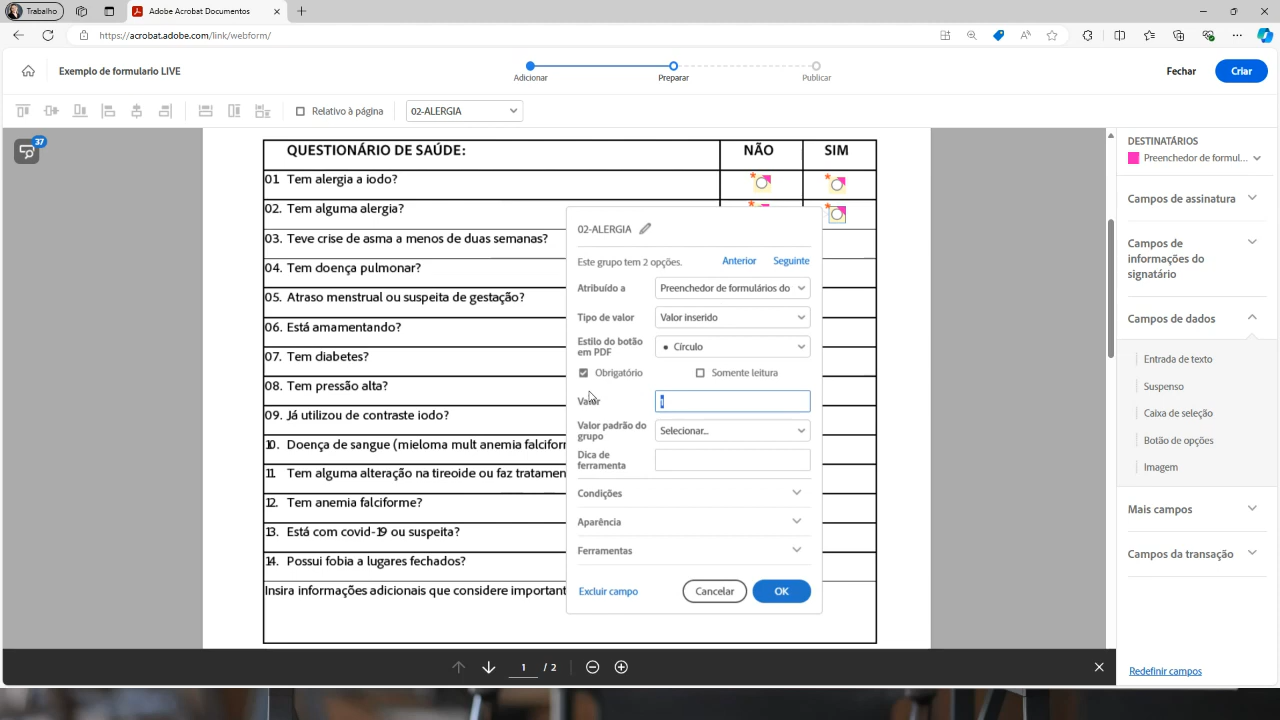 Trabalho
Adobe Acrobat Documentos
https://acrobat.adobe.com/link/webform/
Exemplo de formulario LIVE
Adicionar
Preparar
Publicar
Fechar
Criar
Relativo à página
02-ALERGIA
37
QUESTIONÁRIO DE SAÚDE:
NÃO
SIM
01. Tem alergia a iodo?
02. Tem alguma alergia?
03. Teve crise de asma a menos de duas semanas?
04. Tem doença pulmonar?
05. Atraso menstrual ou suspeita de gestação?
06. Está amamentando?
07. Tem diabetes?
08. Tem pressão alta?
09. Já utilizou de contraste iodo?
10. Doença de sangue (mieloma mult anemia falcifor
11. Tem alguma alteração na tireoide ou faz tratamen
12. Tem anemia falciforme?
13. Está com covid-19 ou suspeita?
14. Possui fobia a lugares fechados?
Insira informações adicionais que considere important
02-ALERGIA
Este grupo tem 2 opções.
Anterior
Seguinte
Atribuído a
Preenchedor de formulários do
Tipo de valor
Valor inserido
Estilo do botão em PDF
Círculo
Obrigatório
Somente leitura
Valor
Valor padrão do grupo
Selecionar...
Dica de ferramenta
Condições
Aparência
Ferramentas
Excluir campo
Cancelar
OK
DESTINATÁRIOS
Preenchedor de formul...
Campos de assinatura
Campos de informações do signatário
Campos de dados
Entrada de texto
Suspenso
Caixa de seleção
Botão de opções
Imagem
Mais campos
Campos da transação
Redefinir campos
1 / 2